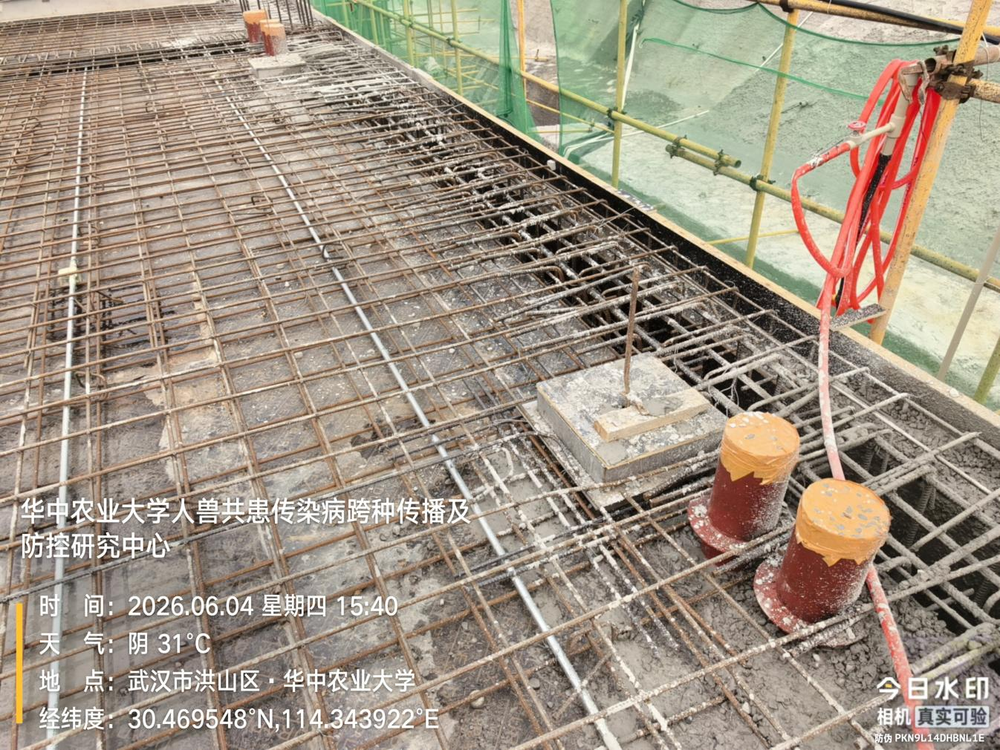 华中农业大学人兽共患传染病跨种传播及
防控研究中心
时 间：2026.06.04 星期四 15:40
天 气：阴 31°C
地 点：武汉市洪山区·华中农业大学
经纬度：30.469548°N,114.343922°E
今日水印
相机 真实可验
防伪 PKN9L14DHBNL1E